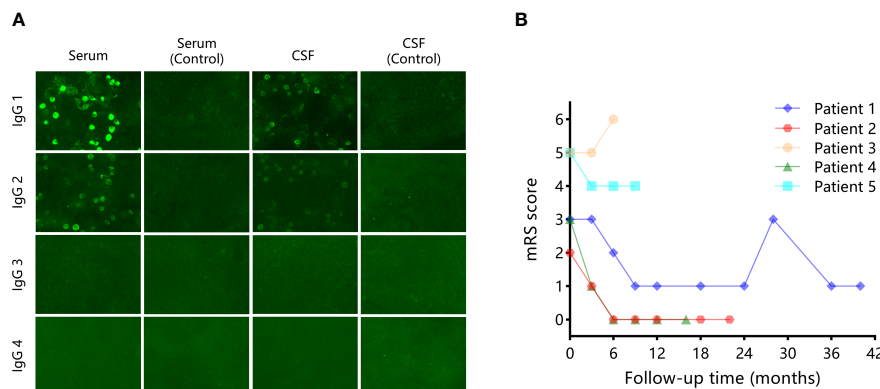 A
B
Serum
Serum
(Control)
CSF
CSF
(Control)
IgG 1
IgG 2
IgG 3
IgG 4
mRS score
6
5
4
3
2
1
0
0
6
12
18
24
30
36
42
Follow-up time (months)
Patient 1
Patient 2
Patient 3
Patient 4
Patient 5